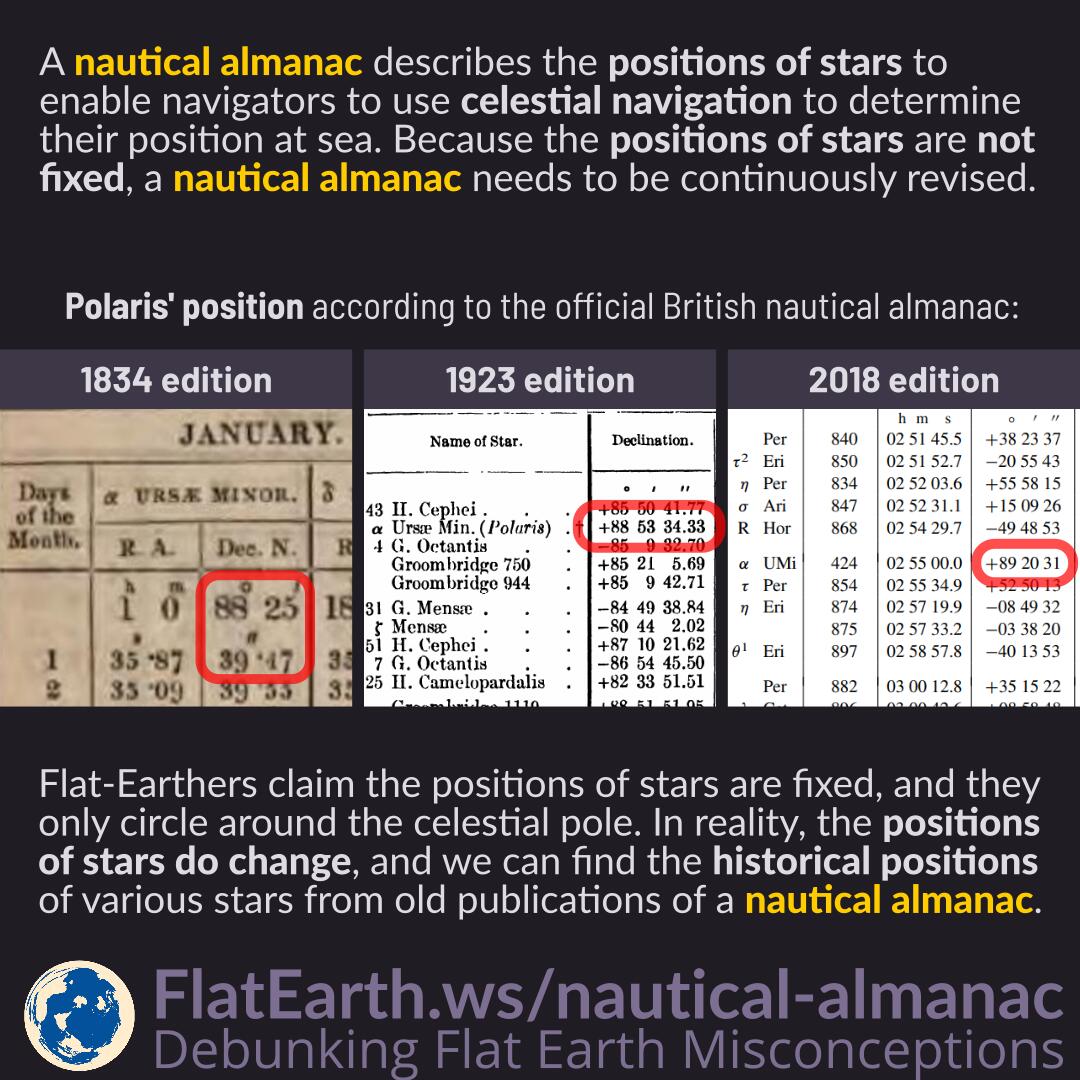 A nautical almanac describes the positions of stars to
enable navigators to use celestial navigation to determine
their position at sea. Because the positions of stars are not
fixed, a nautical almanac needs to be continuously revised.
Polaris' position according to the official British nautical almanac:
1834 edition
JANUARY.
Days of the Month.
α URSÆ MINOR.
δ
R. A.
Dec. N.
R
h m
° ′
1 0
88 25
18
s
″
1 35·87 39·47 35
2 35·09 39·55 35
1923 edition
Name of Star. Declination.
° ′ ″
43 H. Cephei . . . +85 50 41.77
α Ursæ Min. (Polaris) . † +88 53 34.33
4 G. Octantis . . −85 9 32.70
Groombridge 750 . +85 21 5.69
Groombridge 944 . +85 9 42.71
31 G. Mensæ . . . −84 49 38.84
ζ Mensæ . . . −80 44 2.02
51 H. Cephei . . . +87 10 21.62
7 G. Octantis . . −86 54 45.50
25 H. Camelopardalis . +82 33 51.51
2018 edition
h m s ° ′ ″
Per 840 02 51 45.5 +38 23 37
τ² Eri 850 02 51 52.7 −20 55 43
η Per 834 02 52 03.6 +55 58 15
σ Ari 847 02 52 31.1 +15 09 26
R Hor 868 02 54 29.7 −49 48 53
α UMi 424 02 55 00.0 +89 20 31
τ Per 854 02 55 34.9 +52 50 13
η Eri 874 02 57 19.9 −08 49 32
875 02 57 33.2 −03 38 20
θ¹ Eri 897 02 57 58.8 −40 13 53
Per 882 03 00 12.8 +35 15 22
Flat-Earthers claim the positions of stars are fixed, and they
only circle around the celestial pole. In reality, the positions
of stars do change, and we can find the historical positions
of various stars from old publications of a nautical almanac.
FlatEarth.ws/nautical-almanac
Debunking Flat Earth Misconceptions